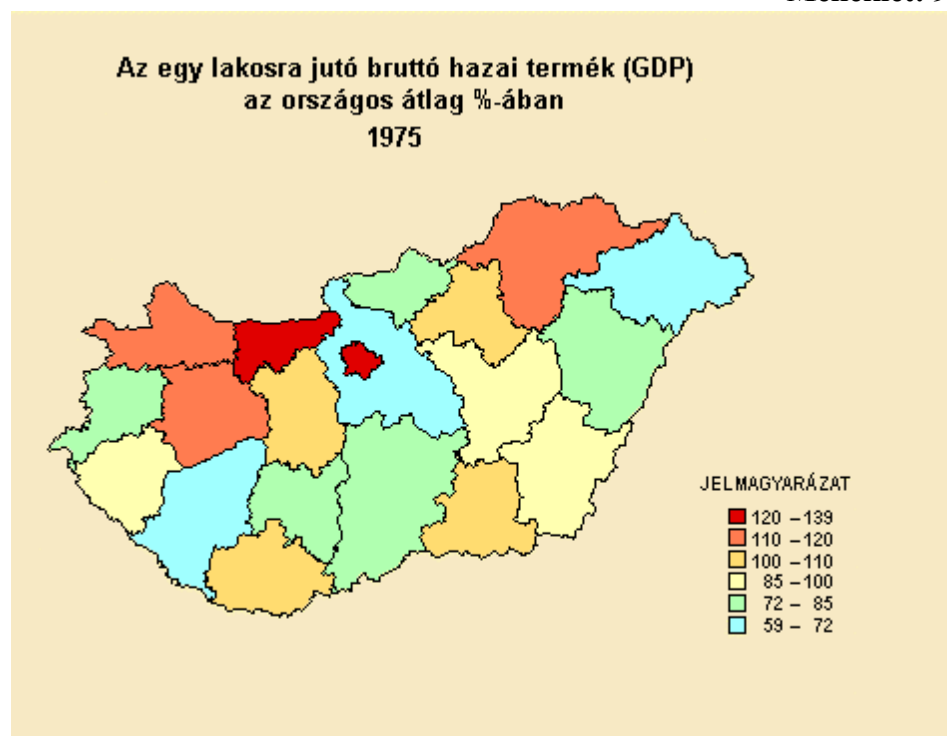 Az egy lakosra jutó bruttó hazai termék (GDP)
az országos átlag %-ában
1975
JELMAGYARÁZAT
120 – 139
110 – 120
100 – 110
85 – 100
72 – 85
59 – 72